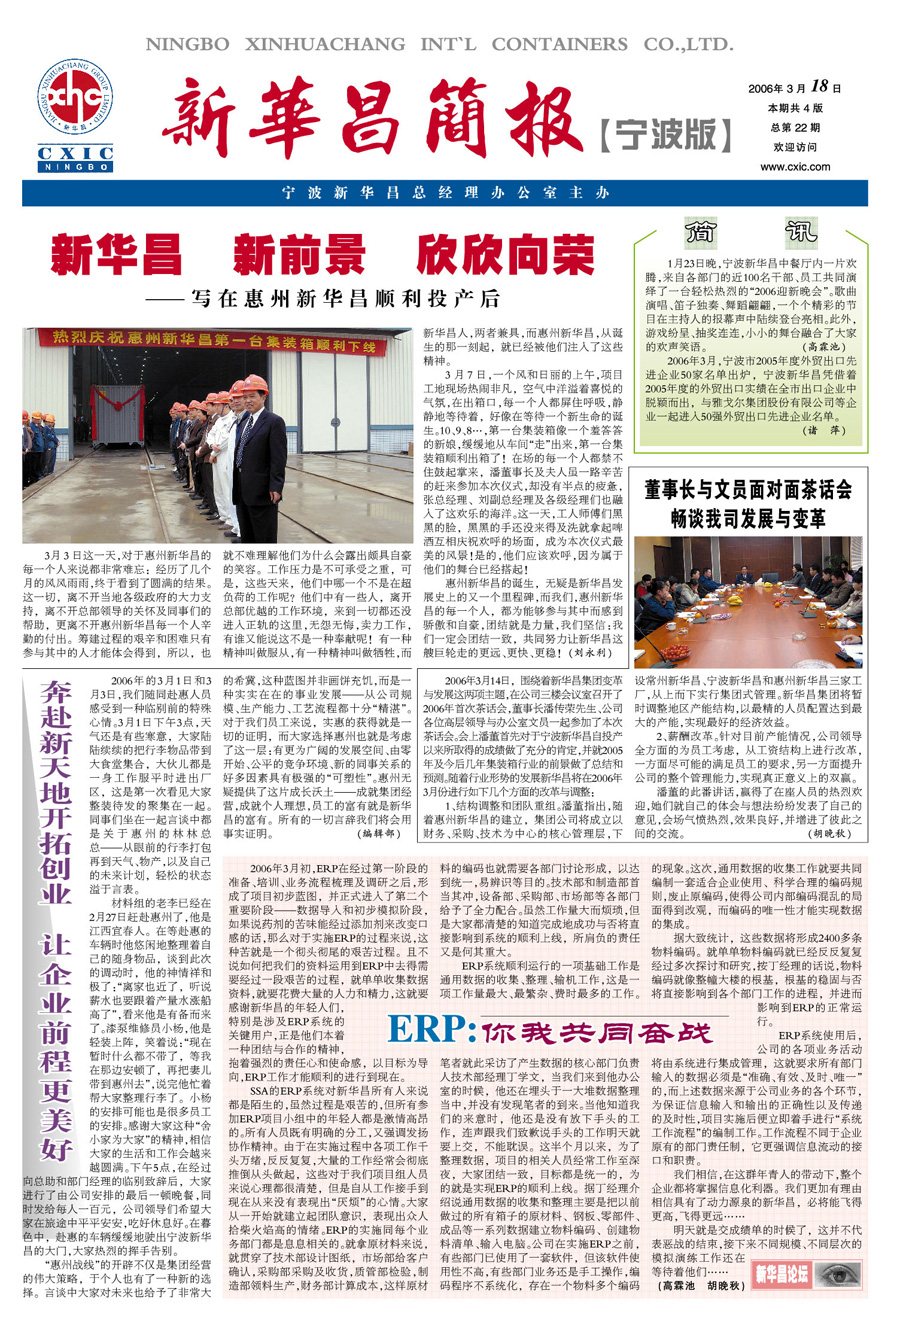 NINGBO XINHUACHANG INT`L CONTAINERS CO.,LTD.
JIANGSU XINHUACHANG GROUP LIMITED
xhc
·新华昌·
CXIC
NINGBO
新華昌簡报
【宁波版】
2006年3月18日
本期共4版
总第22期
欢迎访问
www.cxic.com
宁波新华昌总经理办公室主办
新华昌 新前景 欣欣向荣
——写在惠州新华昌顺利投产后
热烈庆祝惠州新华昌第一台集装箱顺利下线
3月3日这一天,对于惠州新华昌的
每一个人来说都非常难忘；经历了几个
月的风风雨雨,终于看到了圆满的结果。
这一切，离不开当地各级政府的大力支
持，离不开总部领导的关怀及同事们的
帮助，更离不开惠州新华昌每一个人辛
勤的付出。筹建过程的艰辛和困难只有
参与其中的人才能体会得到，所以，也
就不难理解他们为什么会露出颇具自豪
的笑容。工作压力是不可承受之重，可
是，这些天来，他们中哪一个不是在超
负荷的工作呢？他们中有一些人，离开
总部优越的工作环境，来到一切都还没
进入正轨的这里,无怨无悔,卖力工作,
有谁又能说这不是一种奉献呢！有一种
精神叫做服从,有一种精神叫做牺牲,而
新华昌人,两者兼具,而惠州新华昌,从诞
生的那一刻起，就已经被他们注入了这些
精神。
3月7日,一个风和日丽的上午,项目
工地现场热闹非凡，空气中洋溢着喜悦的
气氛,在出箱口,每一个人都屏住呼吸,静
静地等待着，好像在等待一个新生命的诞
生。10、9、8···,第一台集装箱像一个羞答答
的新娘,缓缓地从车间“走”出来,第一台集
装箱顺利出箱了！在场的每一个人都禁不
住鼓起掌来，潘董事长及夫人虽一路辛苦
的赶来参加本次仪式,却没有半点的疲惫,
张总经理、刘副总经理及各级经理们也融
入了这欢乐的海洋。这一天,工人师傅们黑
黑的脸，黑黑的手还没来得及洗就拿起啤
酒互相庆祝欢呼的场面，成为本次仪式最
美的风景！是的,他们应该欢呼,因为属于
他们的舞台已经搭起！
惠州新华昌的诞生，无疑是新华昌发
展史上的又一个里程碑,而我们,惠州新华
昌的每一个人，都为能够参与其中而感到
骄傲和自豪,团结就是力量,我们坚信:我
们一定会团结一致，共同努力让新华昌这
艘巨轮走的更远、更快、更稳！(刘永利)
简讯
1月23日晚,宁波新华昌中餐厅内一片欢
腾,来自各部门的近100名干部、员工共同演
绎了一台轻松热烈的“2006迎新晚会”。歌曲
演唱、笛子独奏、舞蹈翩翩,一个个精彩的节
目在主持人的报幕声中陆续登台亮相。此外,
游戏纷呈、抽奖连连,小小的舞台融合了大家
的欢声笑语。(高霖池)
2006年3月,宁波市2005年度外贸出口先
进企业50家名单出炉，宁波新华昌凭借着
2005年度的外贸出口实绩在全市出口企业中
脱颖而出，与雅戈尔集团股份有限公司等企
业一起进入50强外贸出口先进企业名单。
(诸 萍)
董事长与文员面对面茶话会
畅谈我司发展与变革
2006年3月14日，围绕着新华昌集团变革
与发展这两项主题,在公司三楼会议室召开了
2006年首次茶话会,董事长潘传荣先生、公司
各位高层领导与办公室文员一起参加了本次
茶话会。会上潘董首先对于宁波新华昌自投产
以来所取得的成绩做了充分的肯定,并就2005
年及今后几年集装箱行业的前景做了总结和
预测。随着行业形势的发展新华昌将在2006年
3月份进行如下几个方面的改革与调整；
1、结构调整和团队重组。潘董指出,随
着惠州新华昌的建立，集团公司将成立以
财务、采购、技术为中心的核心管理层,下
设常州新华昌、宁波新华昌和惠州新华昌三家工
厂,从上而下实行集团式管理。新华昌集团将暂
时调整地区产能结构,以最精的人员配置达到最
大的产能,实现最好的经济效益。
2、薪酬改革。针对目前产能情况,公司领导
全方面的为员工考虑，从工资结构上进行改革,
一方面尽可能的满足员工的要求,另一方面提升
公司的整个管理能力,实现真正意义上的双赢。
潘董的此番讲话,赢得了在座人员的热烈欢
迎,她们就自己的体会与想法纷纷发表了自己的
意见,会场气愤热烈,效果良好,并增进了彼此之
间的交流。(胡晚秋)
奔赴新天地开拓创业 让企业前程更美好
2006年的3月1日和3
月3日,我们随同赴惠人员
感受到一种临别前的特殊
心情。3月1日下午3点,天
气还是有些寒意，大家陆
陆续续的把行李物品带到
大食堂集合，大伙儿都是
一身工作服平时进出厂
区，这是第一次看见大家
整装待发的聚集在一起。
同事们坐在一起言谈中都
是关于惠州的林林总
总——从眼前的行李打包
再到天气、物产,以及自己
的未来计划，轻松的状态
溢于言表。
材料组的老李已经在
2月27日赶赴惠州了,他是
江西宜春人。在等赴惠的
车辆时他悠闲地整理着自
己的随身物品，谈到此次
的调动时，他的神情祥和
极了；“离家也近了，听说
薪水也要跟着产量水涨船
高了”,看来他是有备而来
了。漆泵维修员小杨,他是
轻装上阵，笑着说:“现在
暂时什么都不带了，等我
在那边安顿了，再把妻儿
带到惠州去”,说完他忙着
帮大家整理行李了。小杨
的安排可能也是很多员工
的安排。感谢大家这种“舍
小家为大家”的精神,相信
大家的生活和工作会越来
越圆满。下午5点,在经过
向总助和部门经理的临别致辞后，大家
进行了由公司安排的最后一顿晚餐,同
时发给每人一百元，公司领导们希望大
家在旅途中平平安安,吃好休息好。在暮
色中，赴惠的车辆缓缓地驶出宁波新华
昌的大门,大家热烈的挥手告别。
“惠州战线”的开辟不仅是集团经营
的伟大策略，于个人也有了一种新的选
择。言谈中大家对未来也给予了非常大
的希冀,这种蓝图并非画饼充饥,而是一
种实实在在的事业发展——从公司规
模、生产能力、工艺流程都十分“精湛”。
对于我们员工来说，实惠的获得就是一
切的证明，而大家选择惠州也就是考虑
了这一层:有更为广阔的发展空间、由零
开始、公平的竞争环境、新的同事关系的
好多因素具有极强的“可塑性”。惠州无
疑提供了这片成长沃土——成就集团经
营,成就个人理想,员工的富有就是新华
昌的富有。所有的一切言辞我们将会用
事实证明。(编辑部)
ERP:你我共同奋战
2006年3月初,ERP在经过第一阶段的
准备、培训、业务流程梳理及调研之后,形
成了项目初步蓝图，并正式进入了第二个
重要阶段——数据导入和初步模拟阶段,
如果说药剂的苦味能经过添加剂来改变口
感的话,那么对于实施ERP的过程来说,这
种苦就是一个彻头彻尾的艰苦过程。且不
说如何把我们的资料运用到ERP中去得需
要经过一段艰苦的过程，就单单收集数据
资料,就要花费大量的人力和精力,这就要
感谢新华昌的年轻人们,
特别是涉及ERP系统的
关键用户,正是他们本着
一种团结与合作的精神,
抱着强烈的责任心和使命感，以目标为导
向,ERP工作才能顺利的进行到现在。
SSA的ERP系统对新华昌所有人来说
都是陌生的,虽然过程是艰苦的,但所有参
加ERP项目小组中的年轻人都是激情高昂
的。所有人员既有明确的分工,又强调发扬
协作精神。由于在实施过程中各项工作千
头万绪,反反复复,大量的工作经常会彻底
推倒从头做起，这些对于我们项目组人员
来说心理都很清楚，但是自从工作接手到
现在从来没有表现出“厌烦”的心情。大家
从一开始就建立起团队意识，表现出众人
拾柴火焰高的情绪。ERP的实施同每个业
务部门都是息息相关的。就拿原材料来说,
就贯穿了技术部设计图纸，市场部给客户
确认,采购部采购及收货,质管部检验,制
造部领料生产,财务部计算成本,这样原材
料的编码也就需要各部门讨论形成，以达
到统一,易辨识等目的。技术部和制造部首
当其冲,设备部、采购部、市场部等各部门
给予了全力配合。虽然工作量大而烦琐,但
是大家都清楚的知道完成地成功与否将直
接影响到系统的顺利上线，所肩负的责任
又是何其重大。
ERP系统顺利运行的一项基础工作是
通用数据的收集、整理、输机工作,这是一
项工作量最大、最繁杂、费时最多的工作。
笔者就此采访了产生数据的核心部门负责
人技术部经理丁学文，当我们来到他办公
室的时候，他还在埋头于一大堆数据整理
当中,并没有发现笔者的到来。当他知道我
们的来意时，他还是没有放下手头的工
作，连声跟我们致歉说手头的工作明天就
要上交，不能耽误。这半个月以来，为了
整理数据，项目的相关人员经常工作至深
夜，大家团结一致，目标都是统一的，为
的就是实现ERP的顺利上线。据丁经理介
绍说通用数据的收集和整理主要是把以前
做过的所有箱子的原材料、钢板、零部件、
成品等一系列数据建立物料编码、创建物
料清单、输入电脑。公司在实施ERP之前,
有些部门已使用了一套软件，但该软件使
用性不高,有些部门业务还是手工操作,编
码程序不系统化，存在一个物料多个编码
的现象。这次,通用数据的收集工作就要共同
编制一套适合企业使用、科学合理的编码规
则,废止原编码,使得公司内部编码混乱的局
面得到改观，而编码的唯一性才能实现数据
的集成。
据大致统计，这些数据将形成2400多条
物料编码。就单单物料编码就已经反反复复
经过多次探讨和研究,按丁经理的话说,物料
编码就像整幢大楼的根基，根基的稳固与否
将直接影响到各个部门工作的进程，并进而
影响到ERP的正常运
行。
ERP系统使用后,
公司的各项业务活动
将由系统进行集成管理，这就要求所有部门
输入的数据必须是“准确、有效、及时、唯一”
的,而上述数据来源于公司业务的各个环节,
为保证信息输入和输出的正确性以及传递
的及时性,项目实施后便立即着手进行“系统
工作流程”的编制工作。工作流程不同于企业
原有的部门责任制，它更强调信息流动的接
口和职责。
我们相信,在这群年青人的带动下,整个
企业都将掌握信息化利器。我们更加有理由
相信具有了动力源泉的新华昌，必将能飞得
更高,飞得更远……
明天就是交成绩单的时候了，这并不代
表恶战的结束,接下来不同规模、不同层次的
模拟演练工作还在
等待着他们……
(高霖池 胡晚秋)
新华昌论坛